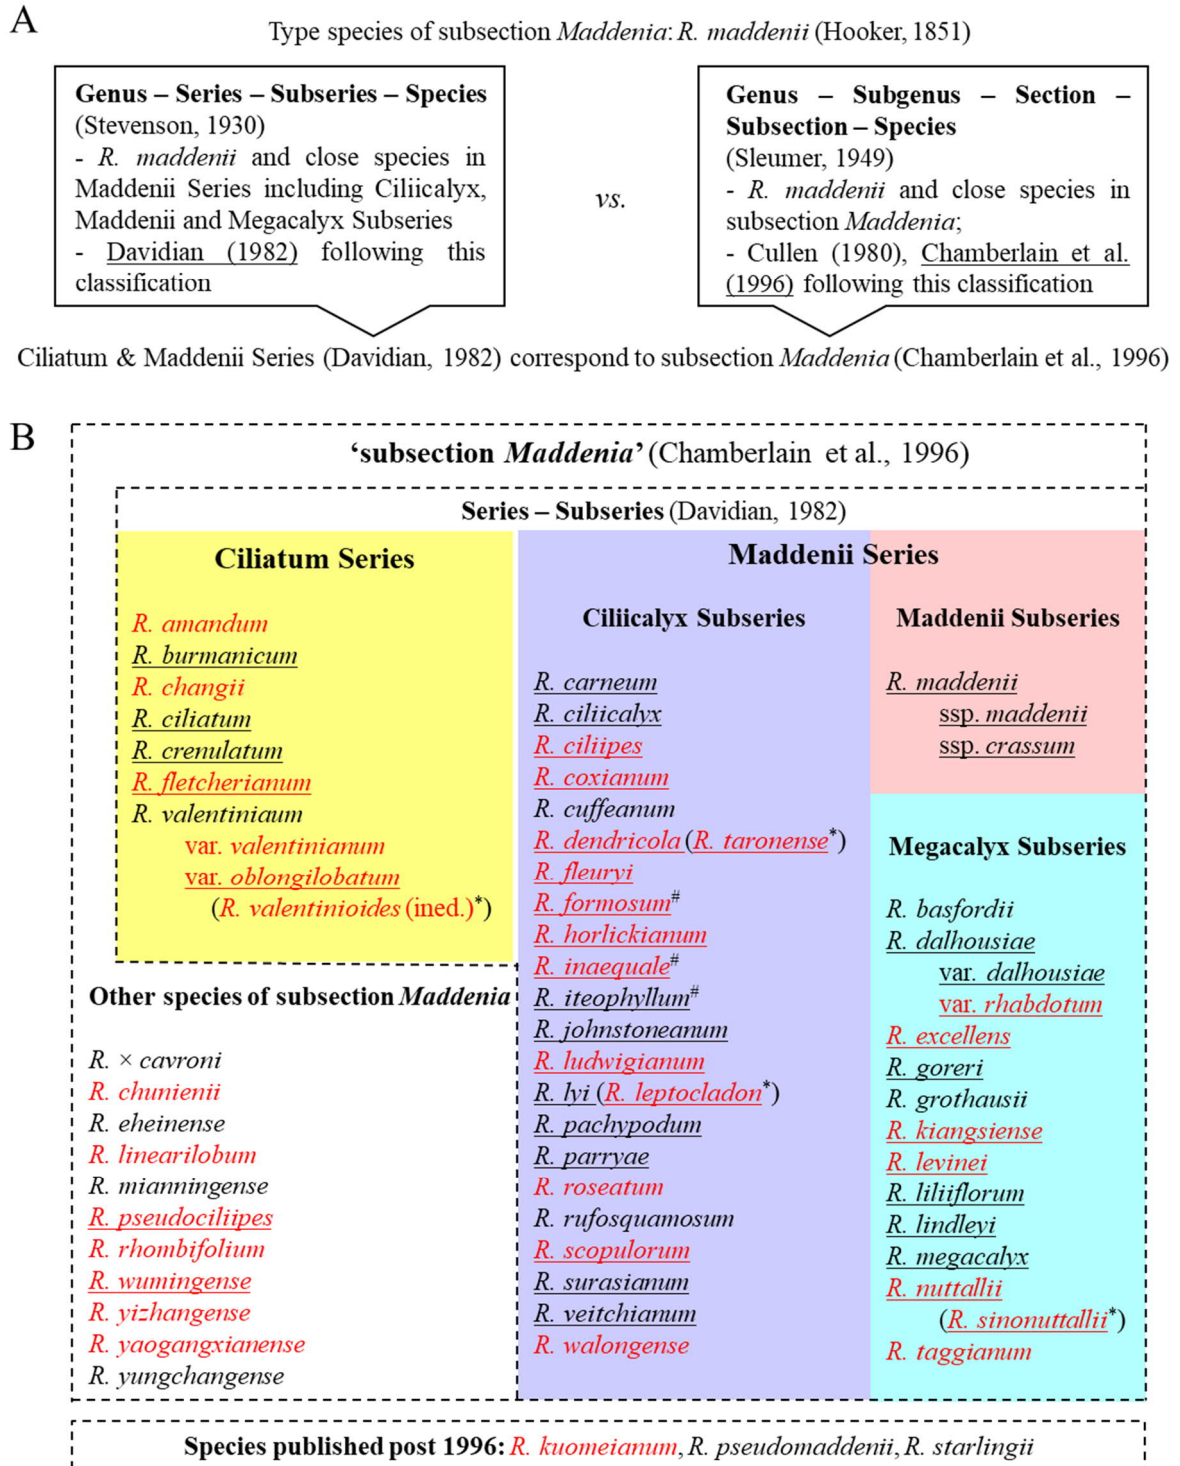 A
Type species of subsection Maddenia: R. maddenii (Hooker, 1851)
Genus – Series – Subseries – Species
(Stevenson, 1930)
- R. maddenii and close species in
Maddenii Series including Ciliicalyx,
Maddenii and Megacalyx Subseries
- Davidian (1982) following this
classification
vs.
Genus – Subgenus – Section –
Subsection – Species
(Sleumer, 1949)
- R. maddenii and close species in
subsection Maddenia;
- Cullen (1980), Chamberlain et al.
(1996) following this classification
Ciliatum & Maddenii Series (Davidian, 1982) correspond to subsection Maddenia (Chamberlain et al., 1996)
B
‘subsection Maddenia’ (Chamberlain et al., 1996)
Series – Subseries (Davidian, 1982)
Ciliatum Series
R. amandum
R. burmanicum
R. changii
R. ciliatum
R. crenulatum
R. fletcherianum
R. valentiniaum
var. valentinianum
var. oblongilobatum
(R. valentinioides (ined.)*)
Other species of subsection Maddenia
R. × cavroni
R. chunienii
R. eheinense
R. linearilobum
R. mianningense
R. pseudociliipes
R. rhombifolium
R. wumingense
R. yizhangense
R. yaogangxianense
R. yungchangense
Maddenii Series
Ciliicalyx Subseries
R. carneum
R. ciliicalyx
R. ciliipes
R. coxianum
R. cuffeanum
R. dendricola (R. taronense*)
R. fleuryi
R. formosum#
R. horlickianum
R. inaequale#
R. iteophyllum#
R. johnstoneanum
R. ludwigianum
R. lyi (R. leptocladon*)
R. pachypodum
R. parryae
R. roseatum
R. rufosquamosum
R. scopulorum
R. surasianum
R. veitchianum
R. walongense
Maddenii Subseries
R. maddenii
ssp. maddenii
ssp. crassum
Megacalyx Subseries
R. basfordii
R. dalhousiae
var. dalhousiae
var. rhabdotum
R. excellens
R. goreri
R. grothausii
R. kiangsiense
R. levinei
R. liliiflorum
R. lindleyi
R. megacalyx
R. nuttallii
(R. sinonuttallii*)
R. taggianum
Species published post 1996: R. kuomeianum, R. pseudomaddenii, R. starlingii